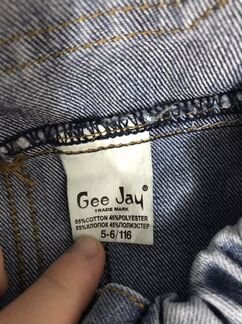 Gee Jay®
TRADE MARK
55%COTTON 45%POLYESTER
55%ХЛОПОК 45%ПОЛИЭСТЕР
5-6/116